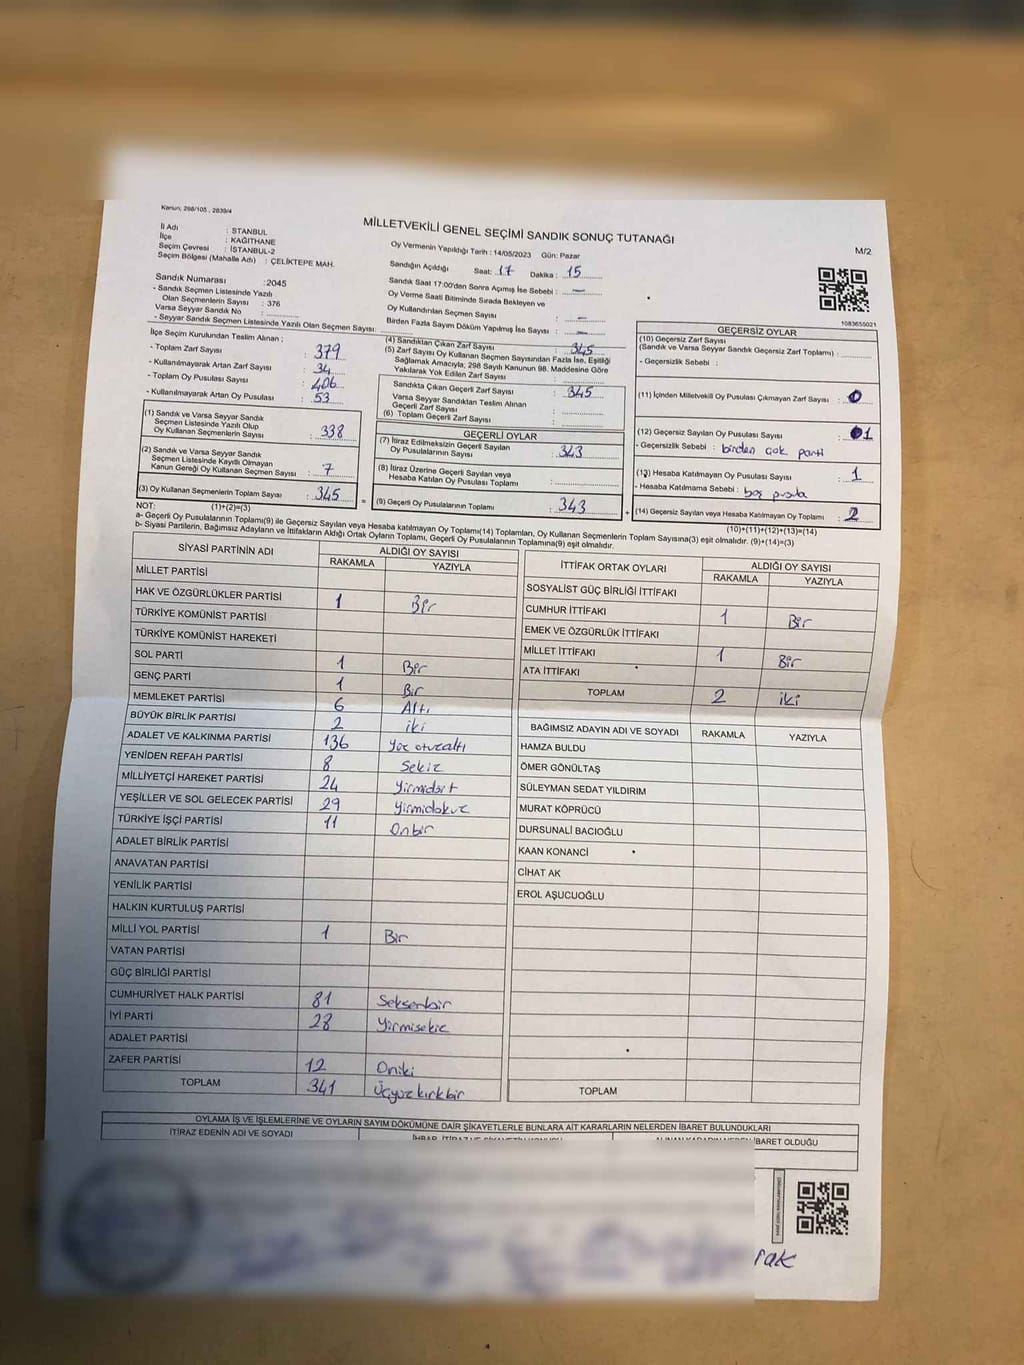 Kanun; 298/105 , 2839/4
MİLLETVEKİLİ GENEL SEÇİMİ SANDIK SONUÇ TUTANAĞI
M/2
İli Adı : STANBUL
İlçe : KAĞITHANE
Seçim Çevresi : İSTANBUL-2
Seçim Bölgesi (Mahalle Adı) : ÇELİKTEPE MAH.
Sandık Numarası :2045
- Sandık Seçmen Listesinde Yazılı
Olan Seçmenlerin Sayısı : 376
Varsa Seyyar Sandık No :
- Seyyar Sandık Seçmen Listesinde Yazılı Olan Seçmen Sayısı:
Oy Vermenin Yapıldığı Tarih : 14/05/2023 Gün: Pazar
Sandığın Açıldığı Saat: 17 Dakika : 15
Sandık Saat 17:00'den Sonra Açımış İse Sebebi : —
Oy Verme Saati Bitiminde Sırada Bekleyen ve
Oy Kullandırılan Seçmen Sayısı : —
Birden Fazla Sayım Döküm Yapılmış İse Sayısı : —
1083655021
İlçe Seçim Kurulundan Teslim Alınan ;
- Toplam Zarf Sayısı : 379
- Kullanılmayarak Artan Zarf Sayısı : 34
- Toplam Oy Pusulası Sayısı : 406
- Kullanılmayarak Artan Oy Pusulası : 53
(1) Sandık ve Varsa Seyyar Sandık
Seçmen Listesinde Yazılı Olup
Oy Kullanan Seçmenlerin Sayısı : 338
(2) Sandık ve Varsa Seyyar Sandık
Seçmen Listesinde Kayıtlı Olmayan
Kanun Gereği Oy Kullanan Seçmen Sayısı : 7
(3) Oy Kullanan Seçmenlerin Toplam Sayısı : 345
(1)+(2)=(3)
(4) Sandıktan Çıkan Zarf Sayısı : 345
(5) Zarf Sayısı Oy Kullanan Seçmen Sayısından Fazla İse, Eşitliği
Sağlamak Amacıyla, 298 Sayılı Kanunun 98. Maddesine Göre
Yakılarak Yok Edilen Zarf Sayısı :
Sandıkta Çıkan Geçerli Zarf Sayısı : 345
Varsa Seyyar Sandıktan Teslim Alınan
Geçerli Zarf Sayısı :
(6) Toplam Geçerli Zarf Sayısı :
GEÇERLİ OYLAR
(7) İtiraz Edilmeksizin Geçerli Sayılan
Oy Pusulalarının Sayısı : 343
(8) İtiraz Üzerine Geçerli Sayılan veya
Hesaba Katılan Oy Pusulası Toplamı :
= (9) Geçerli Oy Pusulalarının Toplamı : 343 +
GEÇERSİZ OYLAR
(10) Geçersiz Zarf Sayısı
(Sandık ve Varsa Seyyar Sandık Geçersiz Zarf Toplamı) :
- Geçersizlik Sebebi :
(11) İçinden Milletvekili Oy Pusulası Çıkmayan Zarf Sayısı : 0
(12) Geçersiz Sayılan Oy Pusulası Sayısı : 01
- Geçersizlik Sebebi : birden çok parti
(13) Hesaba Katılmayan Oy Pusulası Sayısı : 1
- Hesaba Katılmama Sebebi : boş pusula
(14) Geçersiz Sayılan veya Hesaba Katılmayan Oy Toplamı : 2
(10)+(11)+(12)+(13)=(14)
NOT:
a- Geçerli Oy Pusulalarının Toplamı(9) ile Geçersiz Sayılan veya Hesaba katılmayan Oy Toplamı(14) Toplamları, Oy Kullanan Seçmenlerin Toplam Sayısına(3) eşit olmalıdır. (9)+(14)=(3)
b- Siyasi Partilerin, Bağımsız Adayların ve İttifakların Aldığı Ortak Oyların Toplamı, Geçerli Oy Pusulalarının Toplamına(9) eşit olmalıdır.
SİYASİ PARTİNİN ADI ALDIĞI OY SAYISI
RAKAMLA YAZIYLA
MİLLET PARTİSİ
HAK VE ÖZGÜRLÜKLER PARTİSİ 1 Bir
TÜRKİYE KOMÜNİST PARTİSİ
TÜRKİYE KOMÜNİST HAREKETİ
SOL PARTİ 1 Bir
GENÇ PARTİ 1 Bir
MEMLEKET PARTİSİ 6 Altı
BÜYÜK BİRLİK PARTİSİ 2 iki
ADALET VE KALKINMA PARTİSİ 136 Yüz otuzaltı
YENİDEN REFAH PARTİSİ 8 Sekiz
MİLLİYETÇİ HAREKET PARTİSİ 24 Yirmidört
YEŞİLLER VE SOL GELECEK PARTİSİ 29 Yirmidokuz
TÜRKİYE İŞÇİ PARTİSİ 11 Onbir
ADALET BİRLİK PARTİSİ
ANAVATAN PARTİSİ
YENİLİK PARTİSİ
HALKIN KURTULUŞ PARTİSİ
MİLLİ YOL PARTİSİ 1 Bir
VATAN PARTİSİ
GÜÇ BİRLİĞİ PARTİSİ
CUMHURİYET HALK PARTİSİ 81 Seksenbir
İYİ PARTİ 28 Yirmisekiz
ADALET PARTİSİ
ZAFER PARTİSİ 12 Oniki
TOPLAM 341 Üçyüzkırkbir
İTTİFAK ORTAK OYLARI ALDIĞI OY SAYISI
RAKAMLA YAZIYLA
SOSYALİST GÜÇ BİRLİĞİ İTTİFAKI
CUMHUR İTTİFAKI 1 Bir
EMEK VE ÖZGÜRLÜK İTTİFAKI
MİLLET İTTİFAKI 1 Bir
ATA İTTİFAKI
TOPLAM 2 iki
BAĞIMSIZ ADAYIN ADI VE SOYADI RAKAMLA YAZIYLA
HAMZA BULDU
ÖMER GÖNÜLTAŞ
SÜLEYMAN SEDAT YILDIRIM
MURAT KÖPRÜCÜ
DURSUNALİ BACIOĞLU
KAAN KONANCİ
CİHAT AK
EROL AŞUCUOĞLU
TOPLAM
OYLAMA İŞ VE İŞLEMLERİNE VE OYLARIN SAYIM DÖKÜMÜNE DAİR ŞİKAYETLERLE BUNLARA AİT KARARLARIN NELERDEN İBARET BULUNDUKLARI
İTİRAZ EDENİN ADI VE SOYADI
İBARET OLDUĞU